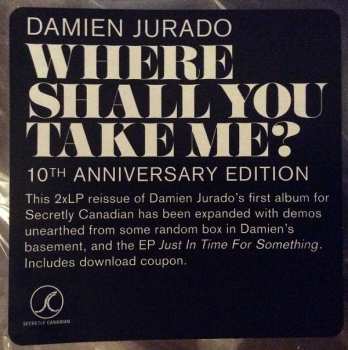 DAMIEN JURADO
WHERE
SHALL YOU
TAKE ME?
10TH ANNIVERSARY EDITION
This 2xLP reissue of Damien Jurado's first album for
Secretly Canadian has been expanded with demos
unearthed from some random box in Damien's
basement, and the EP Just In Time For Something.
Includes download coupon.
SECRETLY CANADIAN